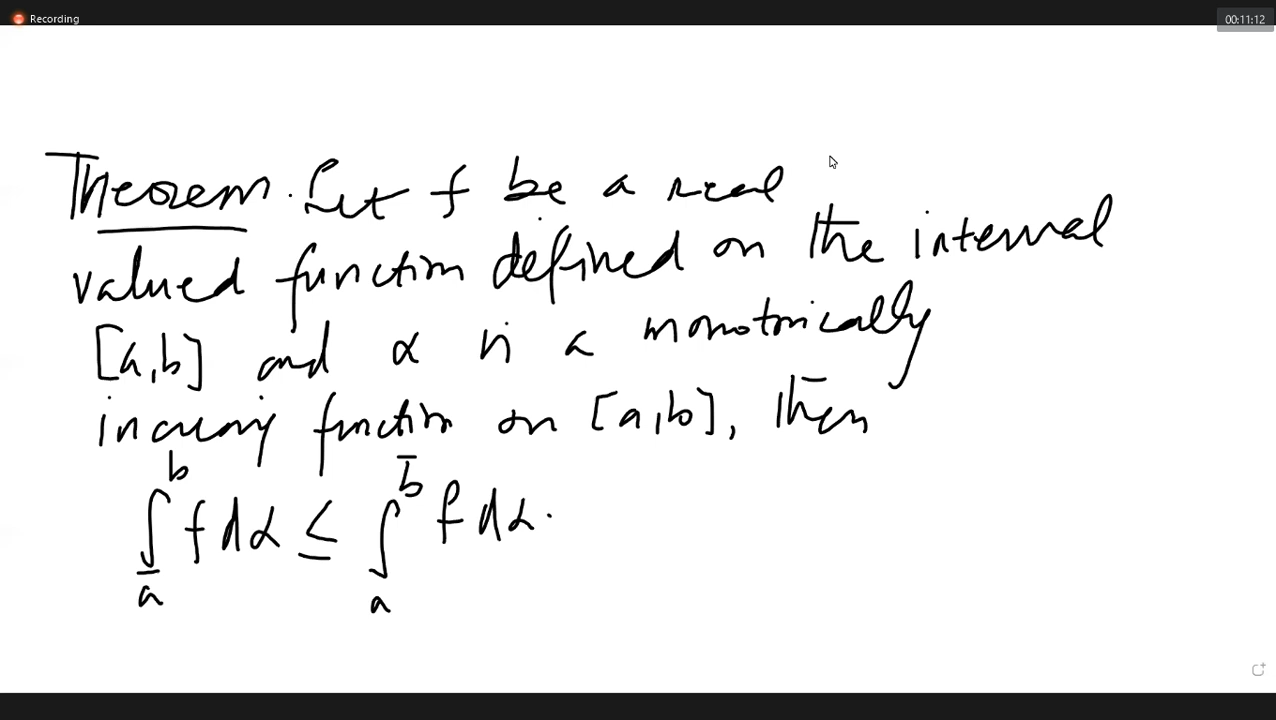 Recording
00:11:12
Theorem. Let f be a real
valued function defined on the interval
[a,b] and α is a monotonically
increasing function on [a,b], then
∫_a̲^b f dα ≤ ∫_a^b̄ f dα.